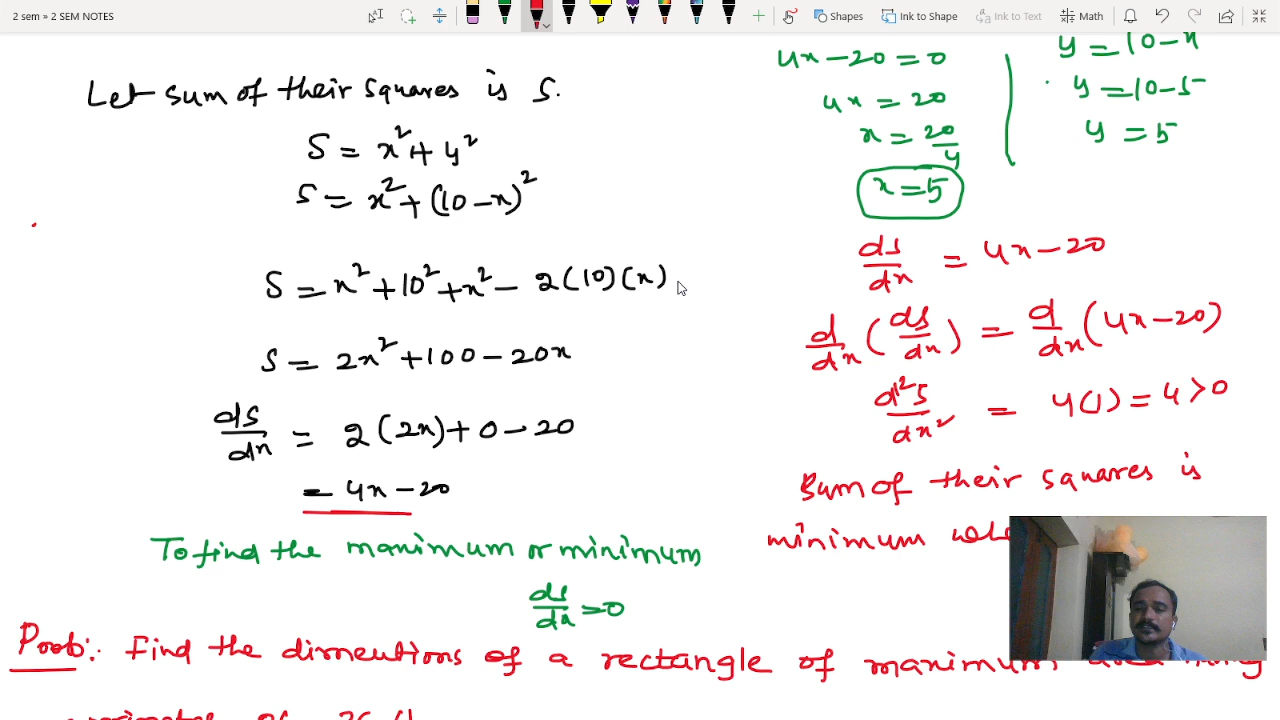 2 sem » 2 SEM NOTES
Shapes
Ink to Shape
Ink to Text
Math
Let sum of their squares is S.
S = x² + y²
S = x² + (10 - x)²
S = x² + 10² + x² - 2(10)(x)
S = 2x² + 100 - 20x
ds/dx = 2(2x) + 0 - 20
= 4x - 20
To find the maximum or minimum
ds/dx = 0
4x - 20 = 0
4x = 20
x = 20/4
x = 5
y = 10 - x
y = 10 - 5
y = 5
ds/dx = 4x - 20
d/dx (ds/dx) = d/dx (4x - 20)
d²s/dx² = 4(1) = 4 > 0
Sum of their squares is
minimum
Prob:. Find the dimentions of a rectangle of maximum